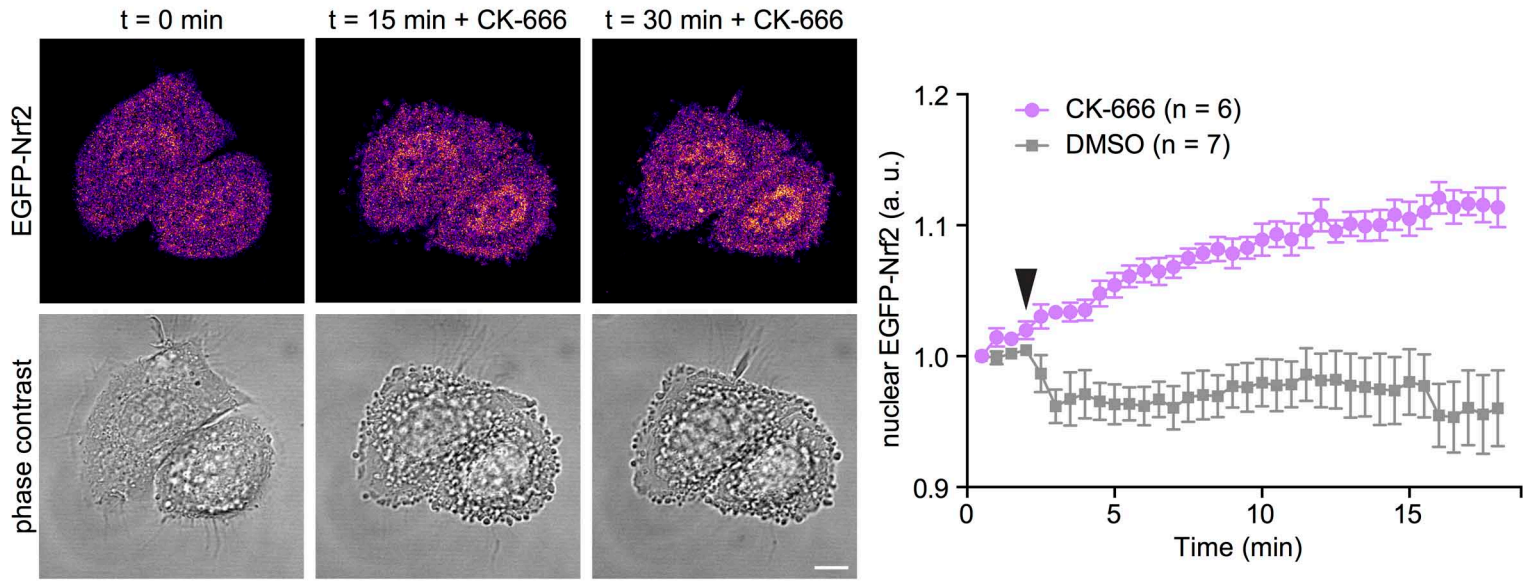 t = 0 min
t = 15 min + CK-666
t = 30 min + CK-666
EGFP-Nrf2
phase contrast
nuclear EGFP-Nrf2 (a. u.)
1.2
1.1
1.0
0.9
CK-666 (n = 6)
DMSO (n = 7)
0
5
10
15
Time (min)